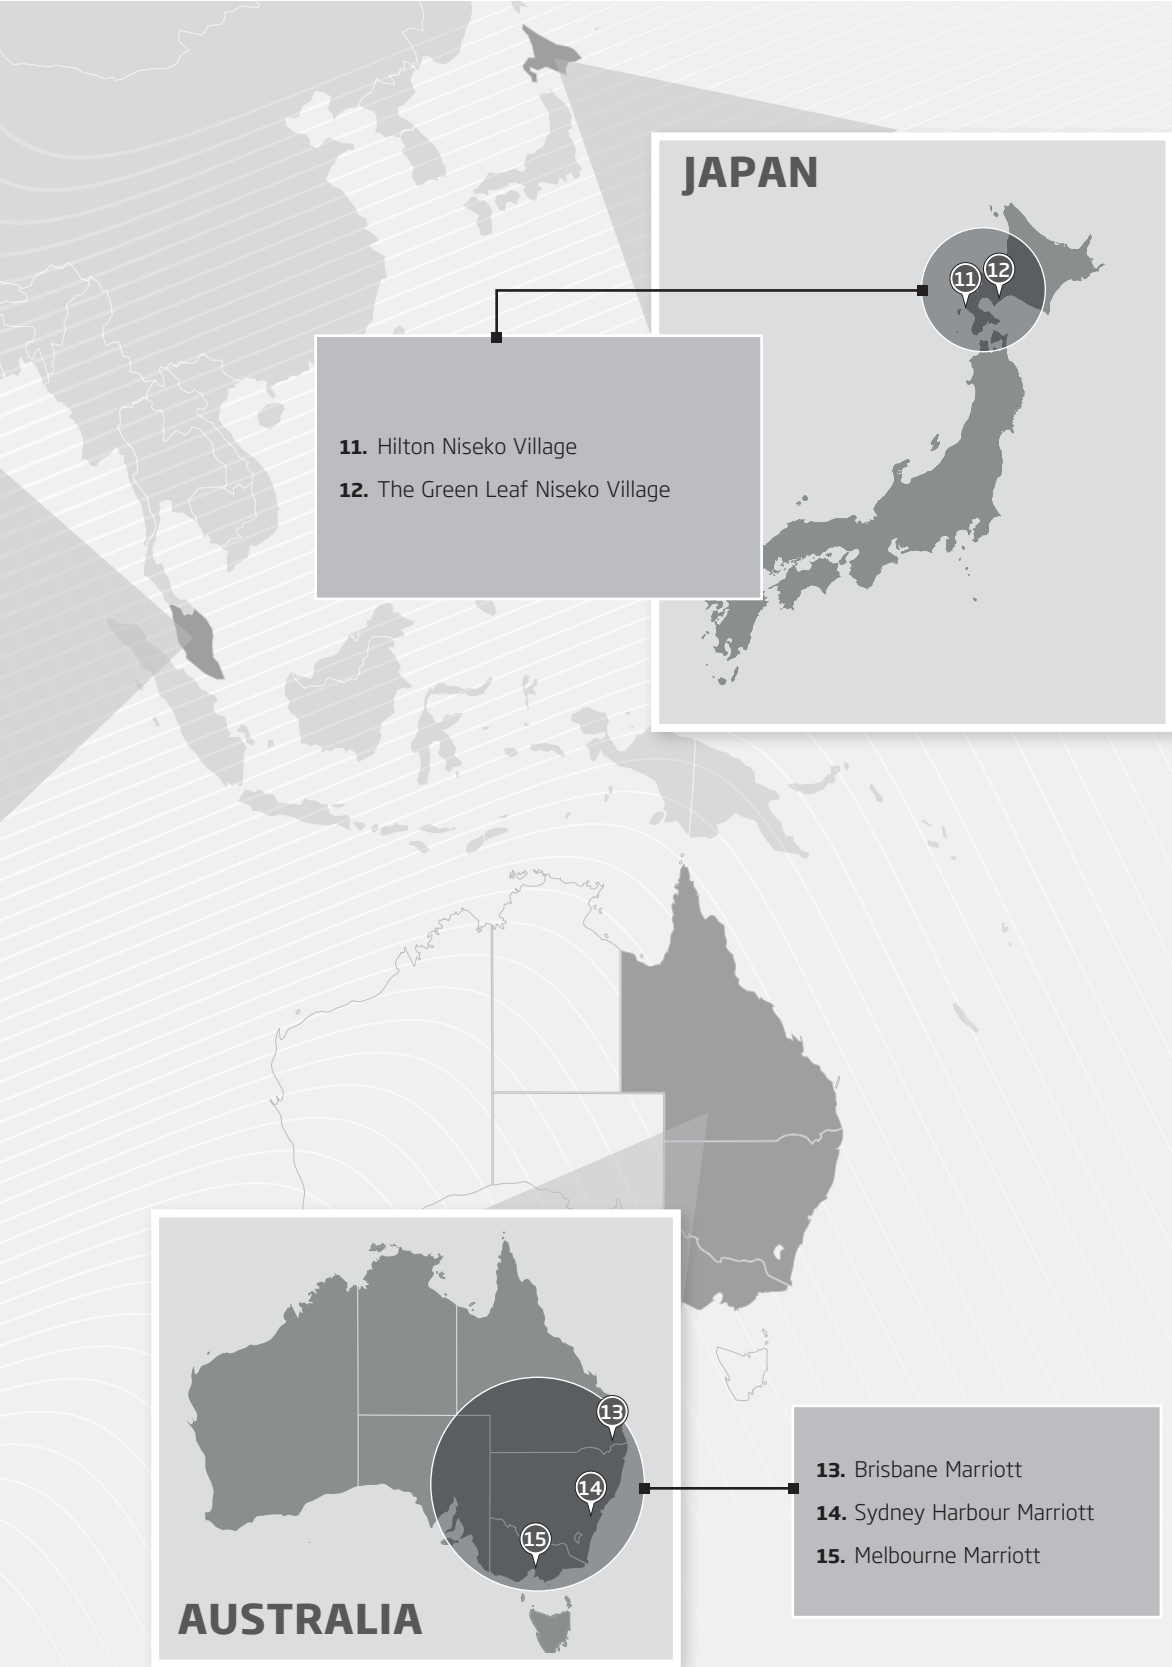 JAPAN
11
12
11. Hilton Niseko Village
12. The Green Leaf Niseko Village
13
14
15
13. Brisbane Marriott
14. Sydney Harbour Marriott
15. Melbourne Marriott
AUSTRALIA